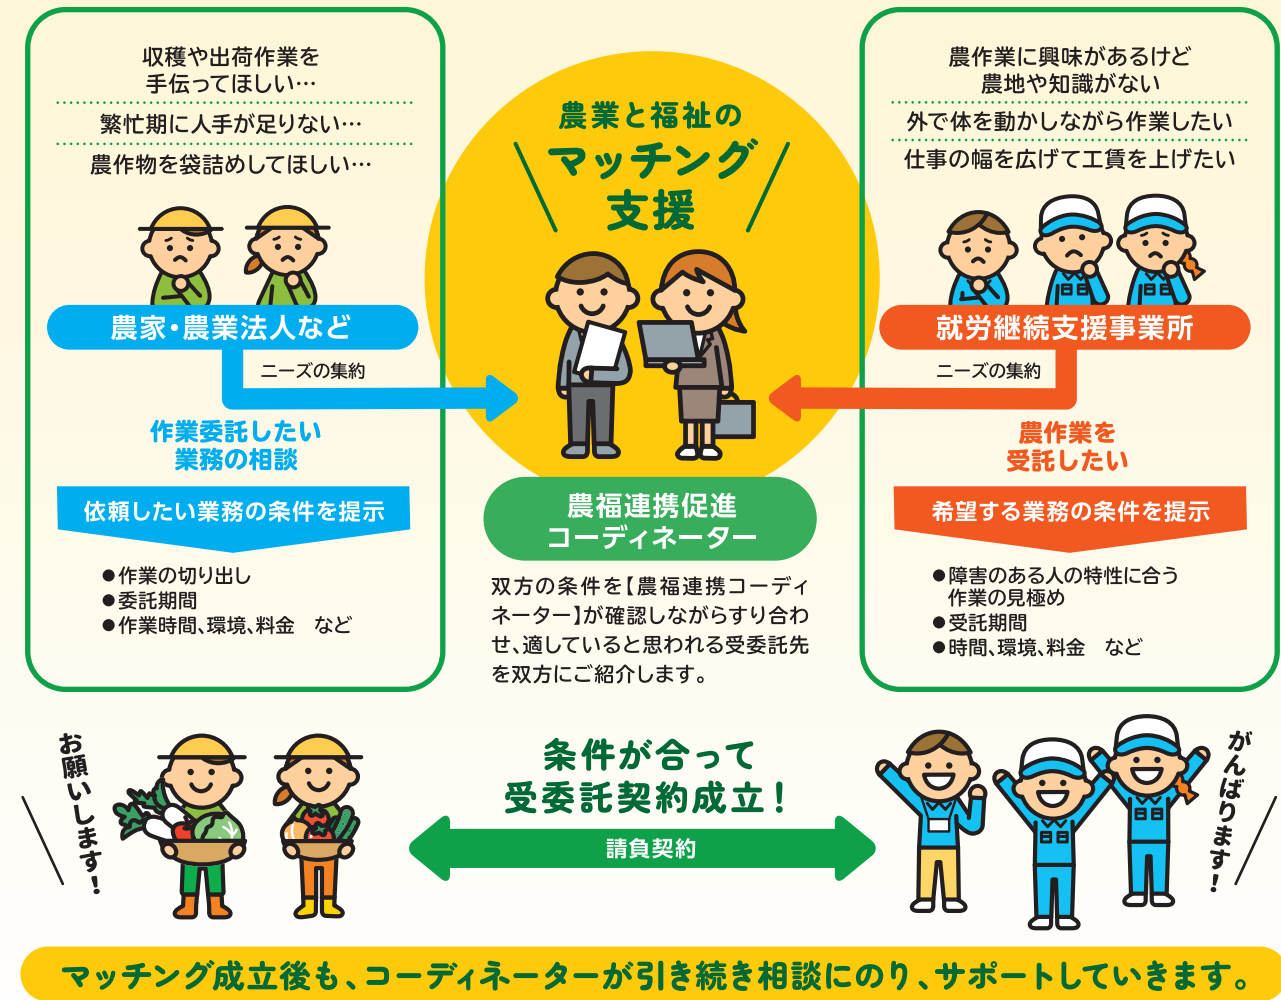 収穫や出荷作業を
手伝ってほしい…
繁忙期に人手が足りない…
農作物を袋詰めしてほしい…
農家・農業法人など
ニーズの集約
作業委託したい
業務の相談
依頼したい業務の条件を提示
●作業の切り出し
●委託期間
●作業時間、環境、料金　など
農業と福祉の
マッチング
支援
農福連携促進
コーディネーター
双方の条件を【農福連携コーディ
ネーター】が確認しながらすり合わ
せ、適していると思われる受委託先
を双方にご紹介します。
農作業に興味があるけど
農地や知識がない
外で体を動かしながら作業したい
仕事の幅を広げて工賃を上げたい
就労継続支援事業所
ニーズの集約
農作業を
受託したい
希望する業務の条件を提示
●障害のある人の特性に合う
作業の見極め
●受託期間
●時間、環境、料金　など
お願いします！
条件が合って
受委託契約成立！
請負契約
がんばります！
マッチング成立後も、コーディネーターが引き続き相談にのり、サポートしていきます。